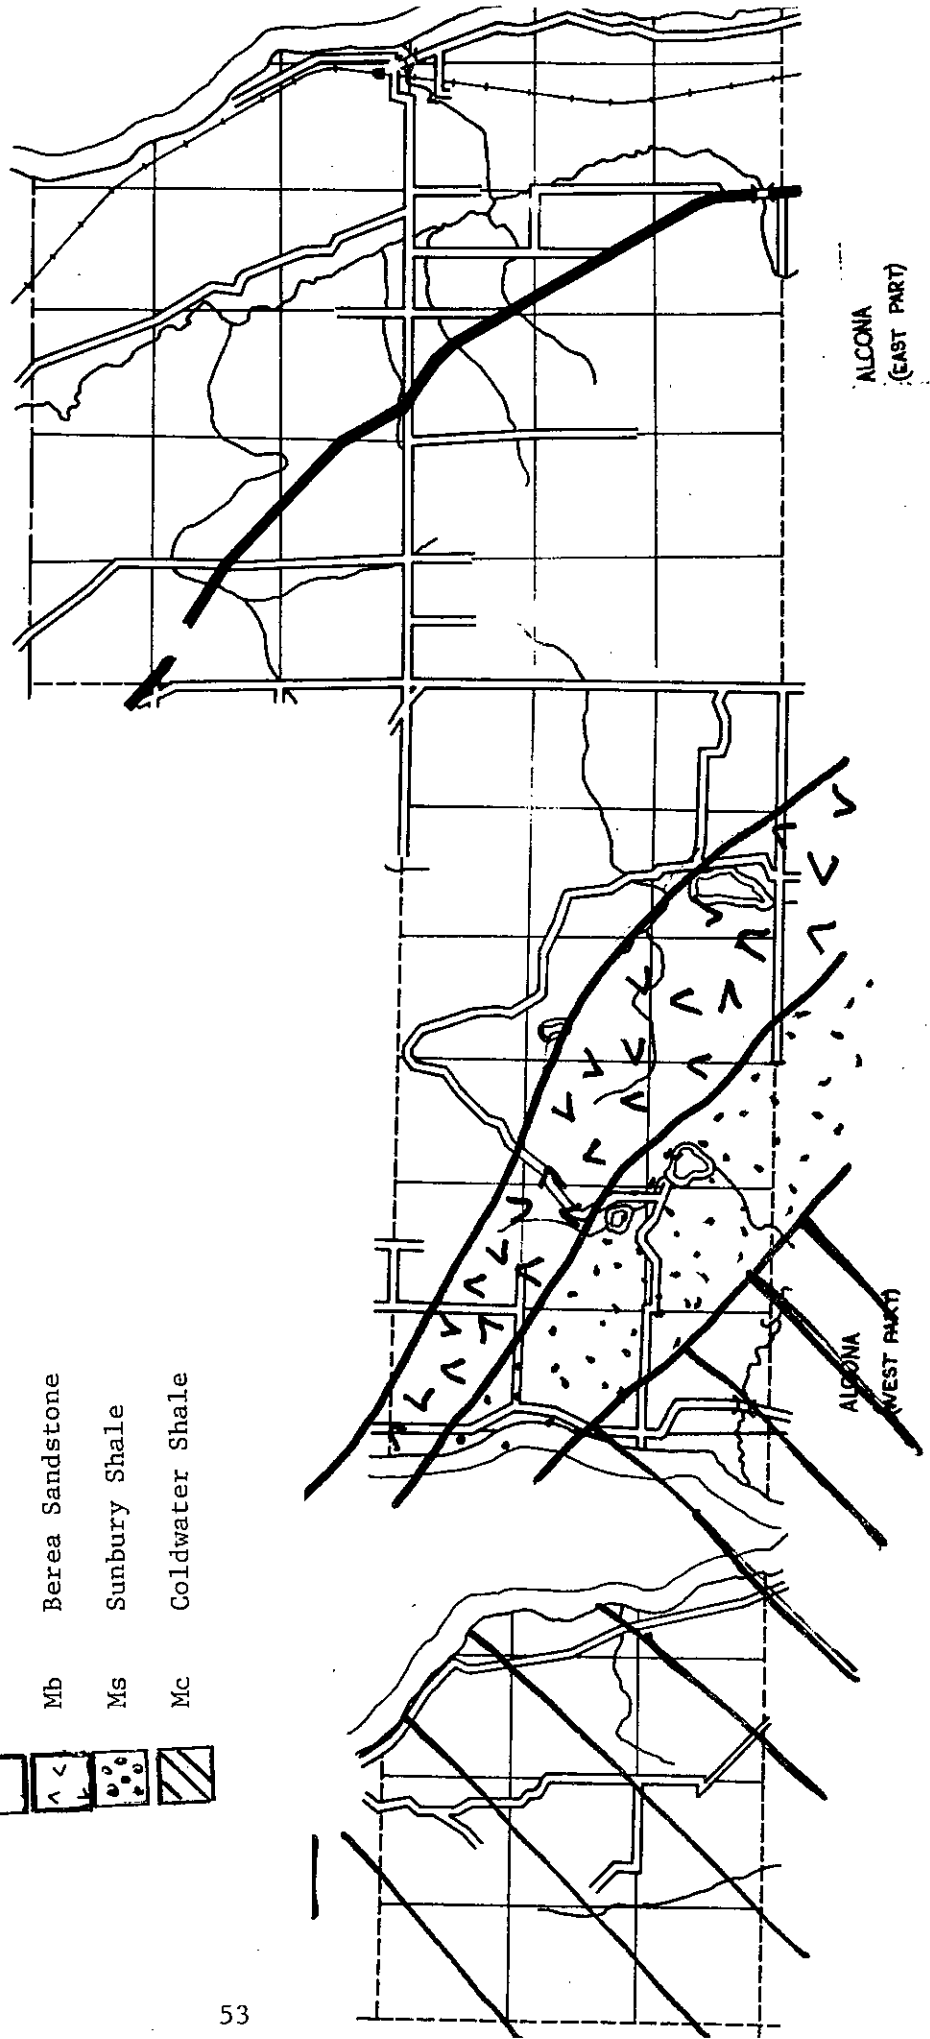 Mb Berea Sandstone
Ms Sunbury Shale
Mc Coldwater Shale
ALCONA
(EAST PART)
ALCONA
(WEST PART)
53